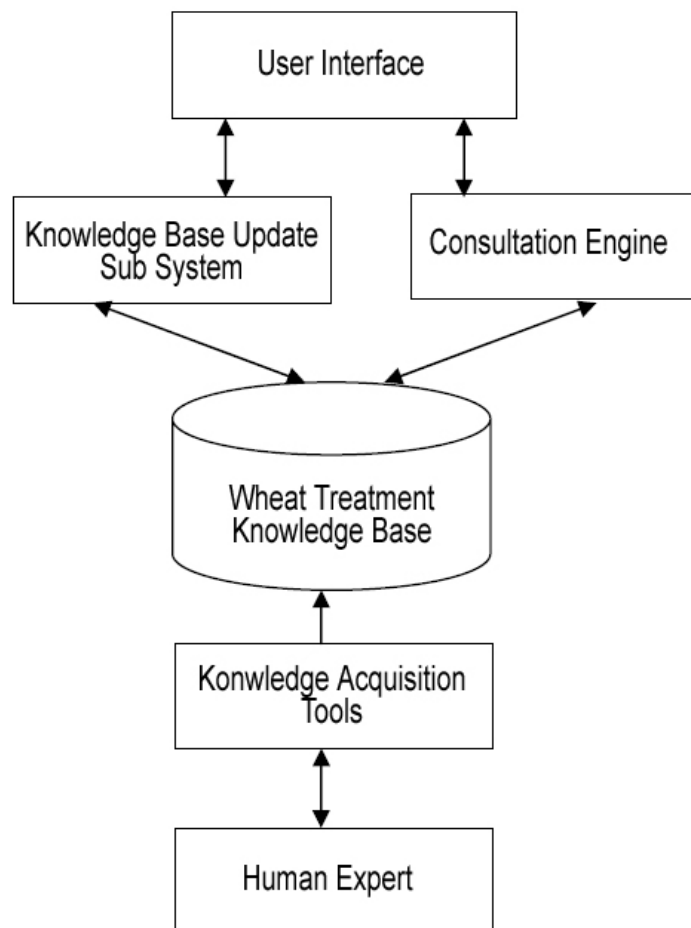 User Interface
Knowledge Base Update
Sub System
Consultation Engine
Wheat Treatment
Knowledge Base
Konwledge Acquisition
Tools
Human Expert